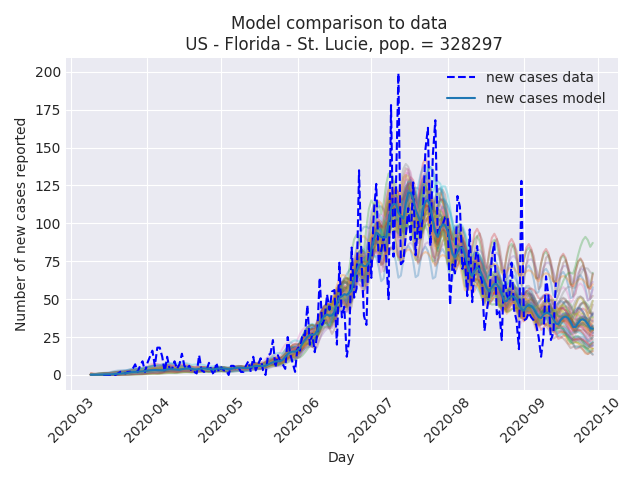 Model comparison to data
US - Florida - St. Lucie, pop. = 328297
new cases data
new cases model
Number of new cases reported
200
175
150
125
100
75
50
25
0
2020-03
2020-04
2020-05
2020-06
2020-07
2020-08
2020-09
2020-10
Day